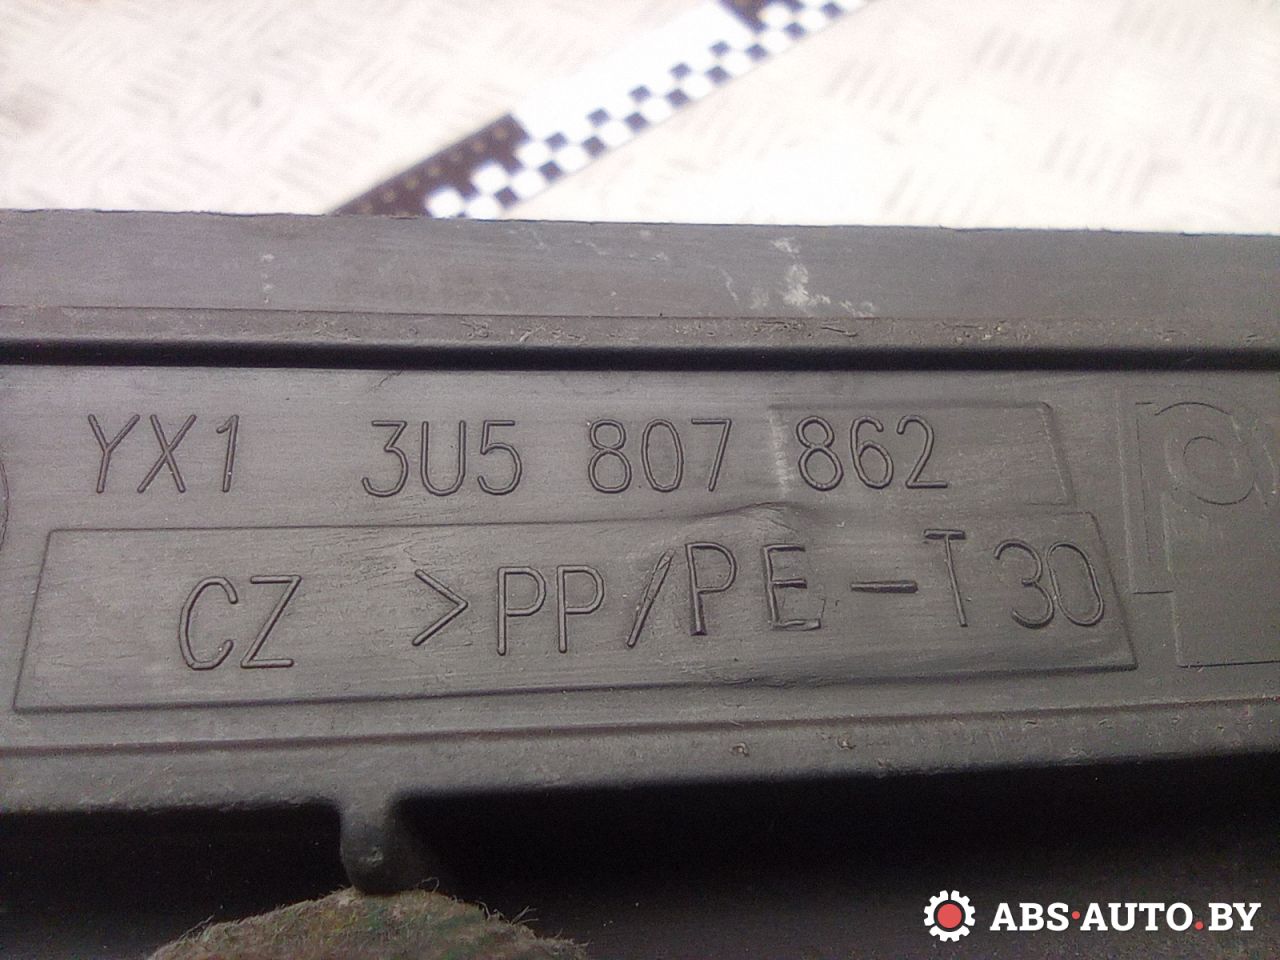 YX1 3U5 807 862
CZ >PP/PE-T30
ABS·AUTO.BY